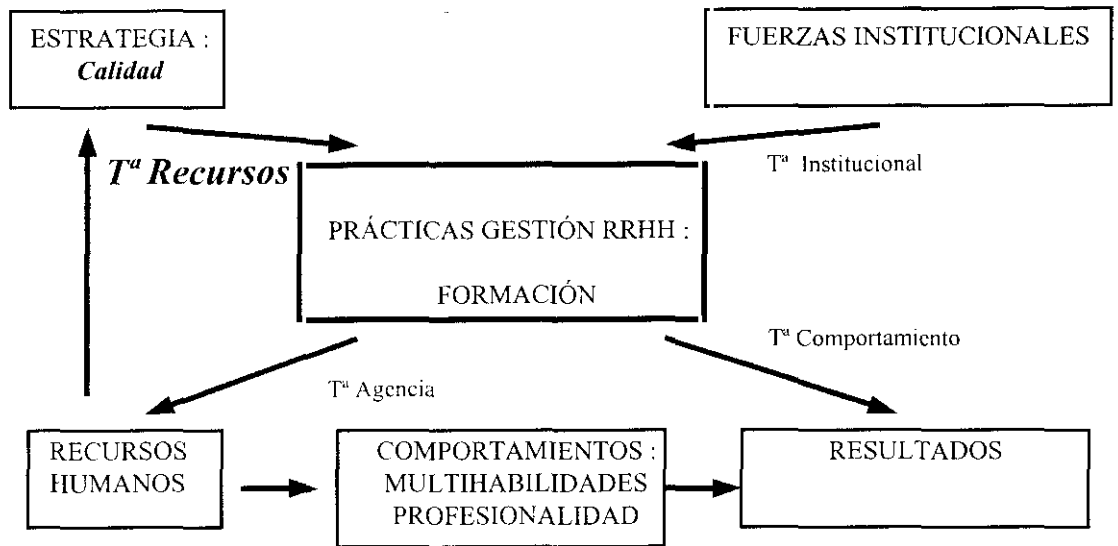 ESTRATEGIA :
Calidad
FUERZAS INSTITUCIONALES
Tª Recursos
Tª Institucional
PRÁCTICAS GESTIÓN RRHH :
FORMACIÓN
Tª Comportamiento
Tª Agencia
RECURSOS
HUMANOS
COMPORTAMIENTOS :
MULTIHABILIDADES
PROFESIONALIDAD
RESULTADOS